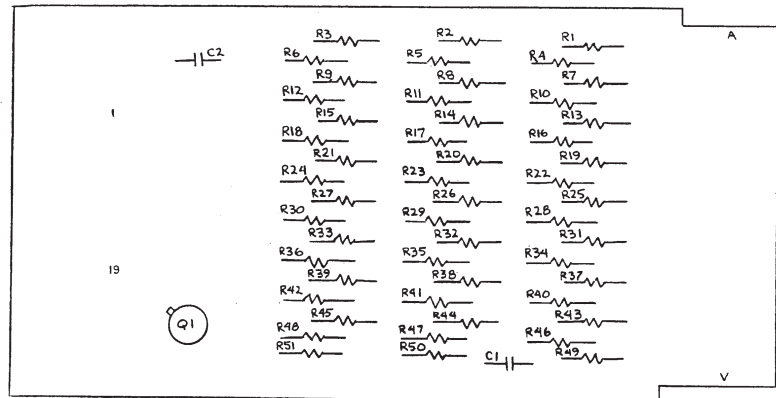 R3 R2 R1
A
C2
R6 R5 R4
R9 R8 R7
R12 R11 R10
1
R15 R14 R13
R18 R17 R16
R21 R20 R19
R24 R23 R22
R27 R26 R25
R30 R29 R28
R33 R32 R31
R36 R35 R34
19
R39 R38 R37
R42 R41 R40
R45 R44 R43
Q1
R48 R47 R46
R51 R50 C1 R49
V